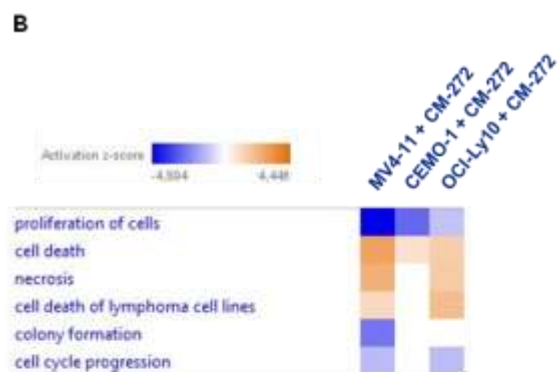 B
MV4-11 + CM-272
CEMO-1 + CM-272
OCI-Ly10 + CM-272
Activation z-score
-4,894
4,446
proliferation of cells
cell death
necrosis
cell death of lymphoma cell lines
colony formation
cell cycle progression